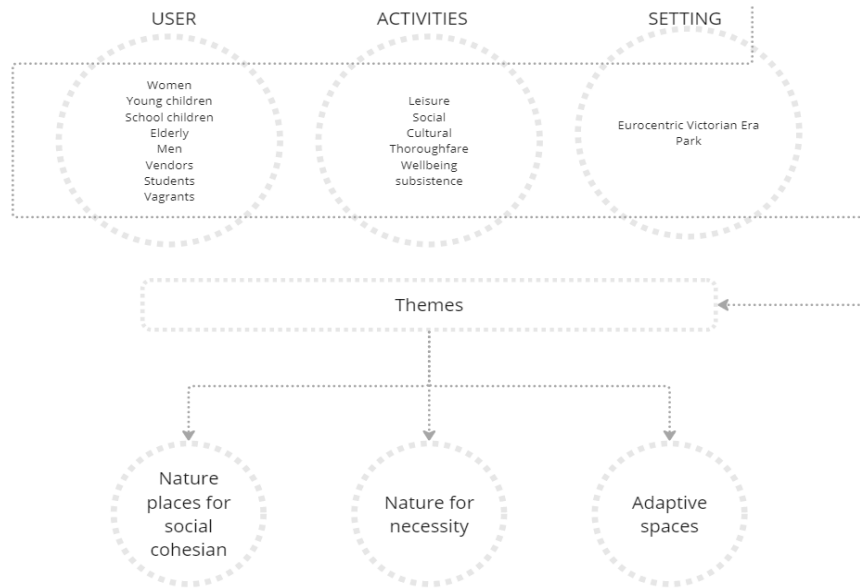 USER
Women
Young children
School children
Elderly
Men
Vendors
Students
Vagrants
ACTIVITIES
Leisure
Social
Cultural
Thoroughfare
Wellbeing
subsistence
SETTING
Eurocentric Victorian Era
Park
Themes
Nature
places for
social
cohesian
Nature for
necessity
Adaptive
spaces